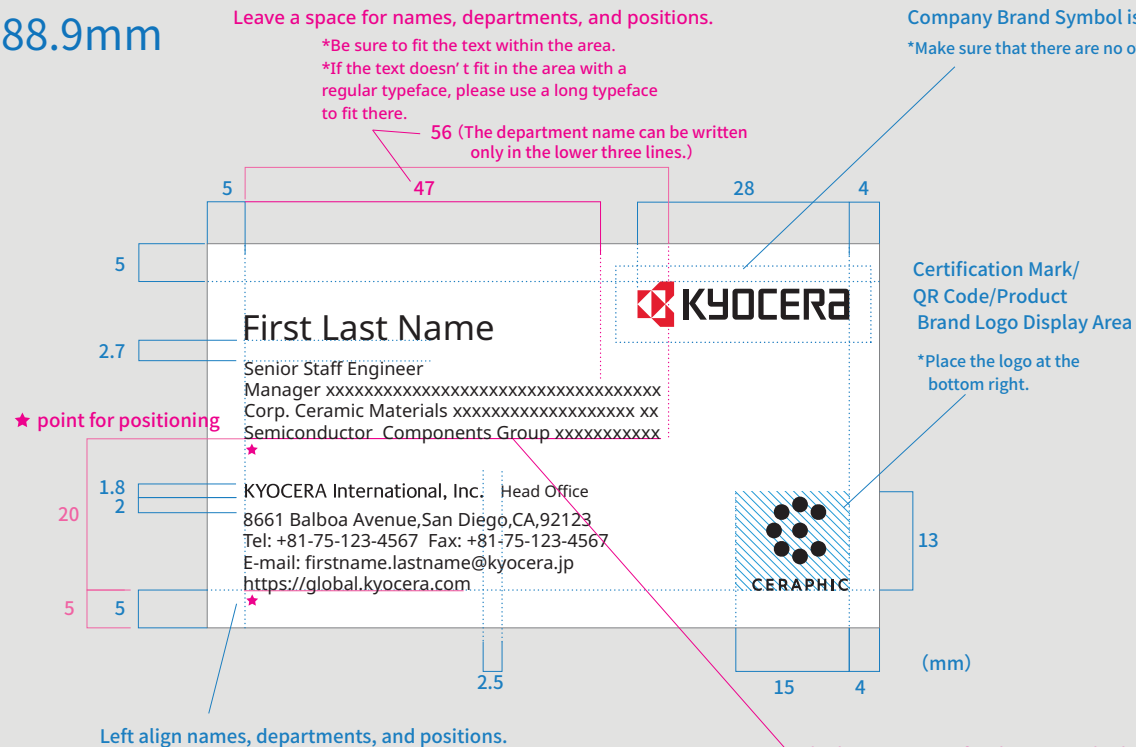 88.9mm
Leave a space for names, departments, and positions.
*Be sure to fit the text within the area.
*If the text doesn' t fit in the area with a
regular typeface, please use a long typeface
to fit there.
56 (The department name can be written
only in the lower three lines.)
Company Brand Symbol is
*Make sure that there are no o
5
47
28
4
5
KYOCERA
Certification Mark/
QR Code/Product
Brand Logo Display Area
*Place the logo at the
bottom right.
First Last Name
2.7
Senior Staff Engineer
Manager xxxxxxxxxxxxxxxxxxxxxxxxxxxxxxxxxxx
Corp. Ceramic Materials xxxxxxxxxxxxxxxxxxx xx
Semiconductor Components Group xxxxxxxxxxx
★ point for positioning
★
1.8
2
20
KYOCERA International, Inc. Head Office
8661 Balboa Avenue,San Diego,CA,92123
Tel: +81-75-123-4567 Fax: +81-75-123-4567
E-mail: firstname.lastname@kyocera.jp
https://global.kyocera.com
★
CERAPHIC
13
5
5
2.5
15
4
(mm)
Left align names, departments, and positions.